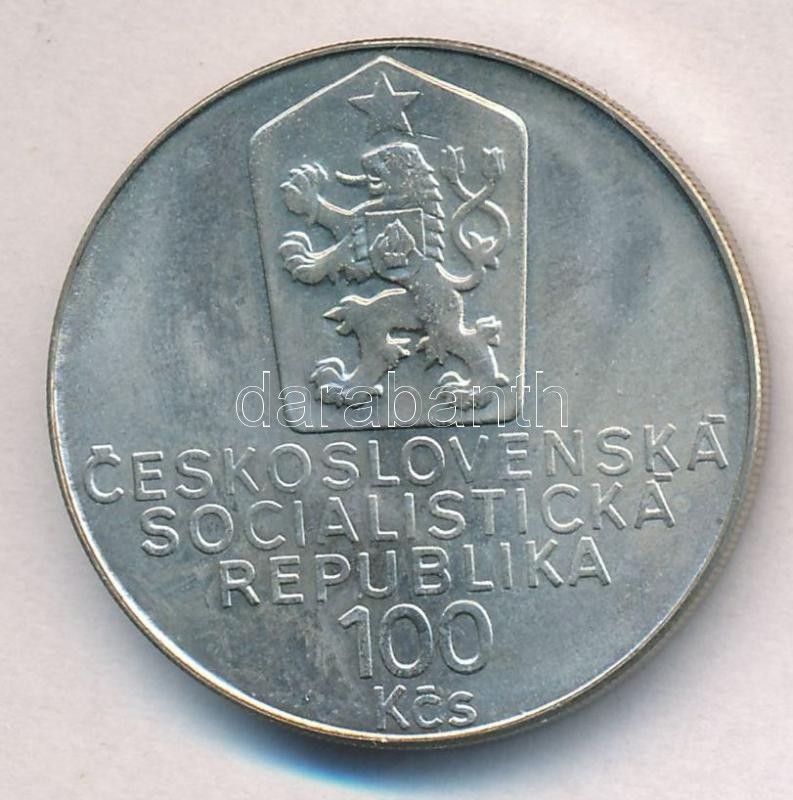 darabanth
ČESKOSLOVENSKÁ
SOCIALISTICKÁ
REPUBLIKA
100
Kčs